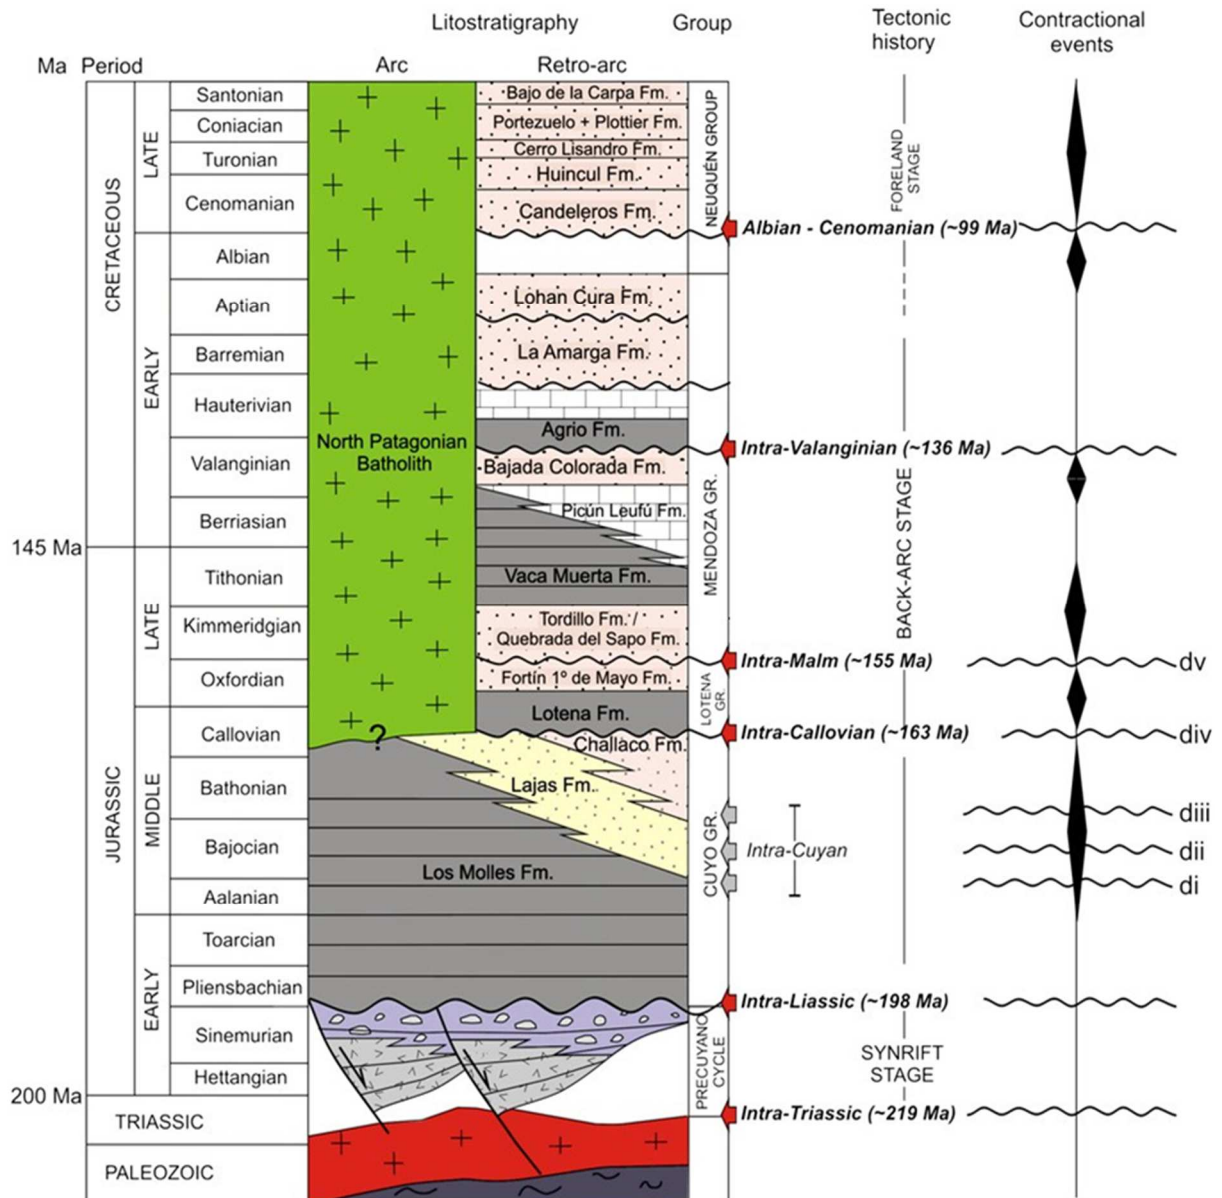 Litostratigraphy
Group
Tectonic
history
Contractional
events
Ma Period
Arc
Retro-arc
CRETACEOUS
LATE
Santonian
Coniacian
Turonian
Cenomanian
EARLY
Albian
Aptian
Barremian
Hauterivian
Valanginian
Berriasian
145 Ma
JURASSIC
LATE
Tithonian
Kimmeridgian
Oxfordian
MIDDLE
Callovian
Bathonian
Bajocian
Aalanian
EARLY
Toarcian
Pliensbachian
Sinemurian
Hettangian
200 Ma
TRIASSIC
PALEOZOIC
North Patagonian
Batholith
?
Bajo de la Carpa Fm.
Portezuelo + Plottier Fm.
Cerro Lisandro Fm.
Huincul Fm.
Candeleros Fm.
Lohan Cura Fm.
La Amarga Fm.
Agrio Fm.
Bajada Colorada Fm.
Picún Leufú Fm.
Vaca Muerta Fm.
Tordillo Fm. /
Quebrada del Sapo Fm.
Fortín 1º de Mayo Fm.
Lotena Fm.
Challaco Fm.
Lajas Fm.
Los Molles Fm.
NEUQUÉN GROUP
MENDOZA GR.
LOTENA
GR.
CUYO GR.
PRECUYANO
CYCLE
Albian - Cenomanian (~99 Ma)
Intra-Valanginian (~136 Ma)
Intra-Malm (~155 Ma)
Intra-Callovian (~163 Ma)
Intra-Cuyan
Intra-Liassic (~198 Ma)
Intra-Triassic (~219 Ma)
FORELAND
STAGE
BACK-ARC STAGE
SYNRIFT
STAGE
dv
div
diii
dii
di